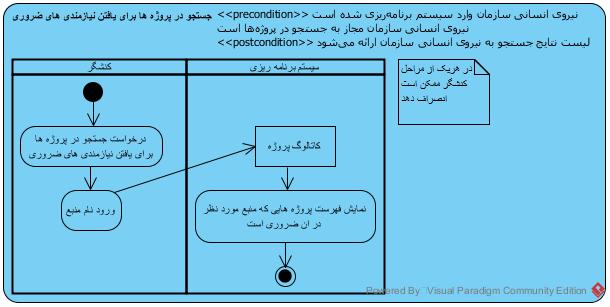 جستجو در پروژه ها برای یافتن نیازمندی های ضروری
<<precondition>> نیروی انسانی سازمان وارد سیستم برنامه‌ریزی شده است
نیروی انسانی سازمان مجاز به جستجو در پروژه‌ها است
<<postcondition>> لیست نتایج جستجو به نیروی انسانی سازمان ارائه می‌شود
کنشگر
سیستم برنامه ریزی
در هریک از مراحل
کنشگر ممکن است
انصراف دهد
درخواست جستجو در پروژه ها
برای یافتن نیازمندی های ضروری
کاتالوگ پروژه
ورود نام منبع
نمایش فهرست پروژه هایی که منبع مورد نظر
در ان ضروری است
Powered By Visual Paradigm Community Edition